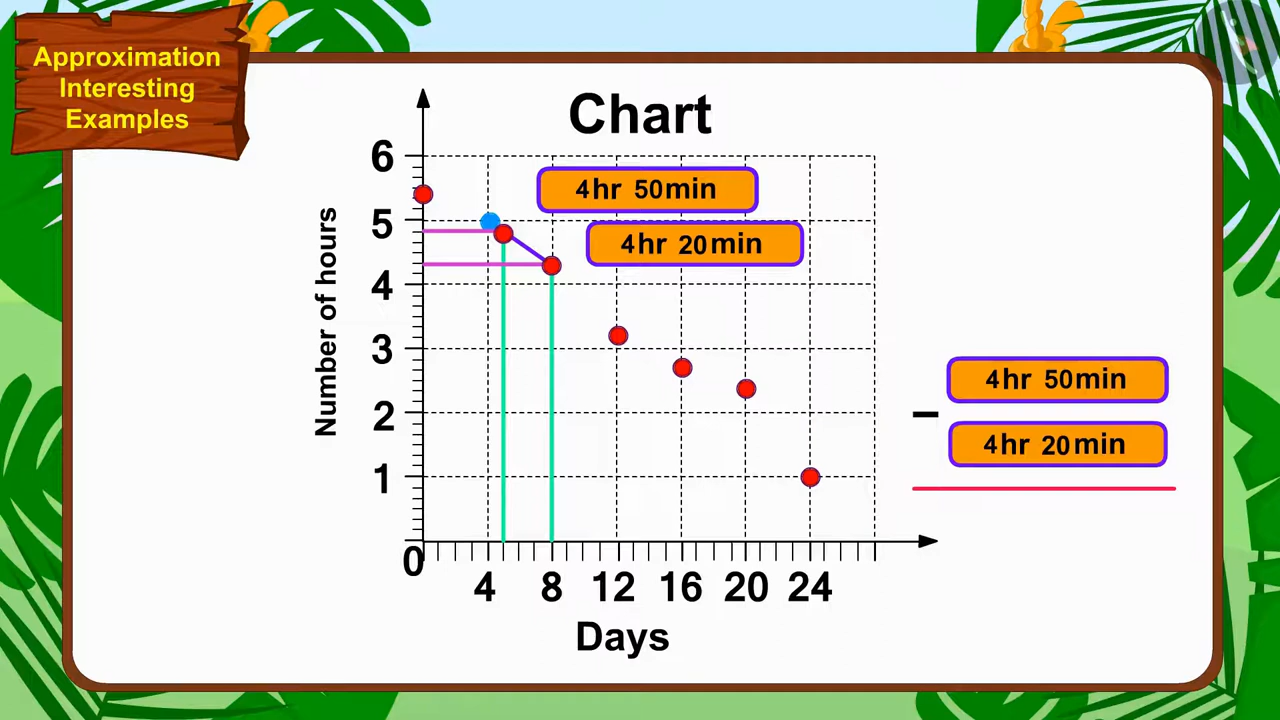 Approximation
Interesting
Examples
Chart
Number of hours
6
5
4
3
2
1
0
4hr 50min
4hr 20min
4hr 50min
–
4hr 20min
4 8 12 16 20 24
Days